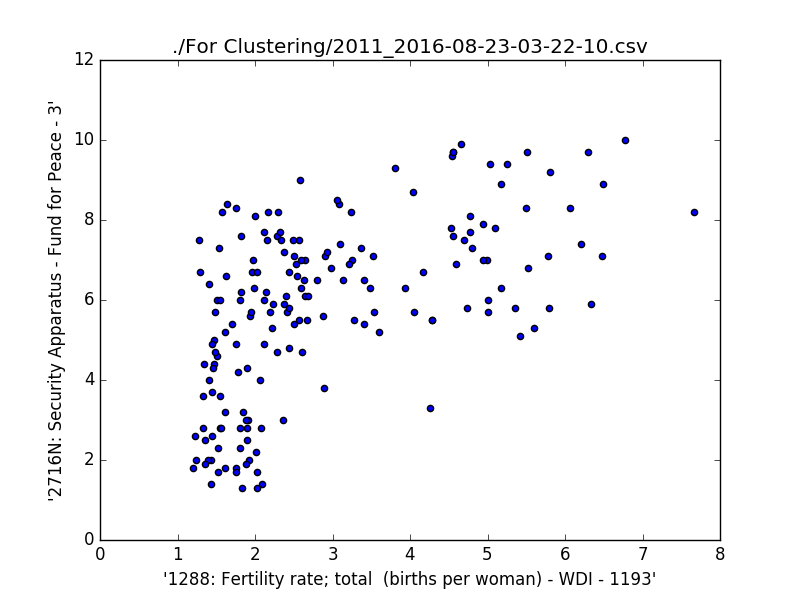 ./For Clustering/2011_2016-08-23-03-22-10.csv
'2716N: Security Apparatus - Fund for Peace - 3'
12
10
8
6
4
2
0
0 1 2 3 4 5 6 7 8
'1288: Fertility rate; total  (births per woman) - WDI - 1193'